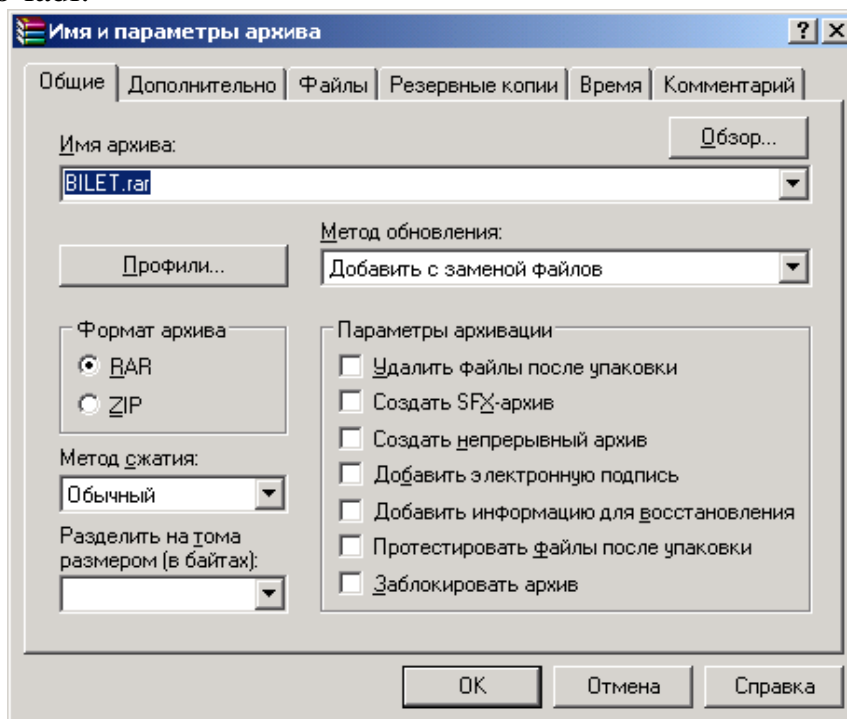 Имя и параметры архива
Общие Дополнительно Файлы Резервные копии Время Комментарий
Имя архива:
Обзор...
BILET.rar
Метод обновления:
Профили...
Добавить с заменой файлов
Формат архива
Параметры архивации
RAR
ZIP
Удалить файлы после упаковки
Создать SFX-архив
Создать непрерывный архив
Добавить электронную подпись
Добавить информацию для восстановления
Протестировать файлы после упаковки
Заблокировать архив
Метод сжатия:
Обычный
Разделить на тома
размером (в байтах):
OK Отмена Справка